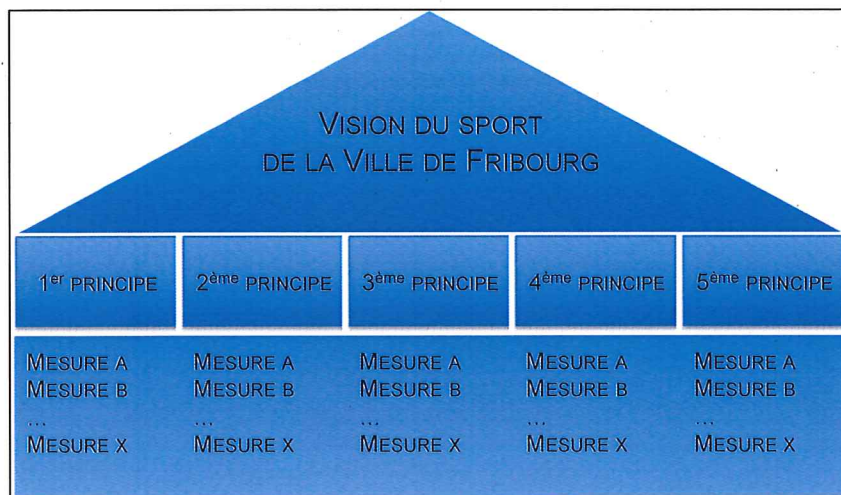 VISION DU SPORT
DE LA VILLE DE FRIBOURG
1er PRINCIPE
2ème PRINCIPE
3ème PRINCIPE
4ème PRINCIPE
5ème PRINCIPE
MESURE A
MESURE B
...
MESURE X
MESURE A
MESURE B
...
MESURE X
MESURE A
MESURE B
...
MESURE X
MESURE A
MESURE B
...
MESURE X
MESURE A
MESURE B
...
MESURE X